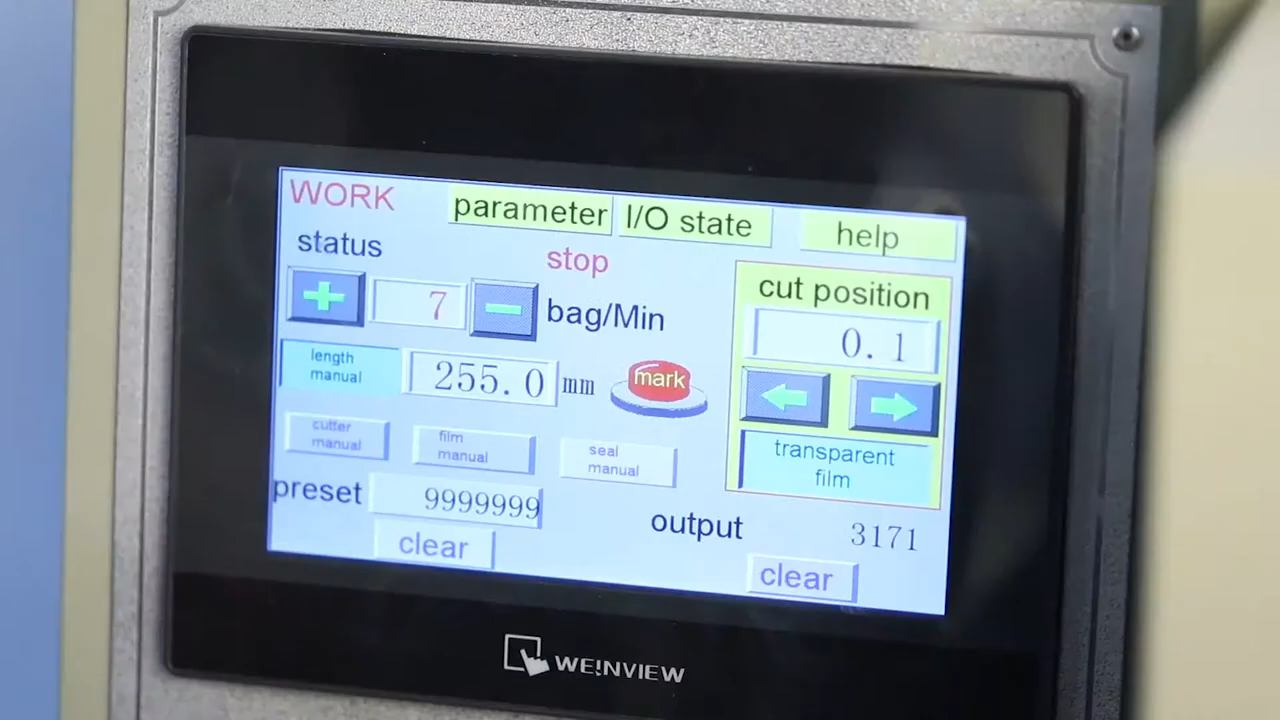 WORK
parameter
I/O state
help
status
stop
7
bag/Min
cut position
0.1
length
manual
255.0 mm
mark
cutter
manual
film
manual
seal
manual
transparent
film
preset
9999999
output
3171
clear
clear
WEINVIEW